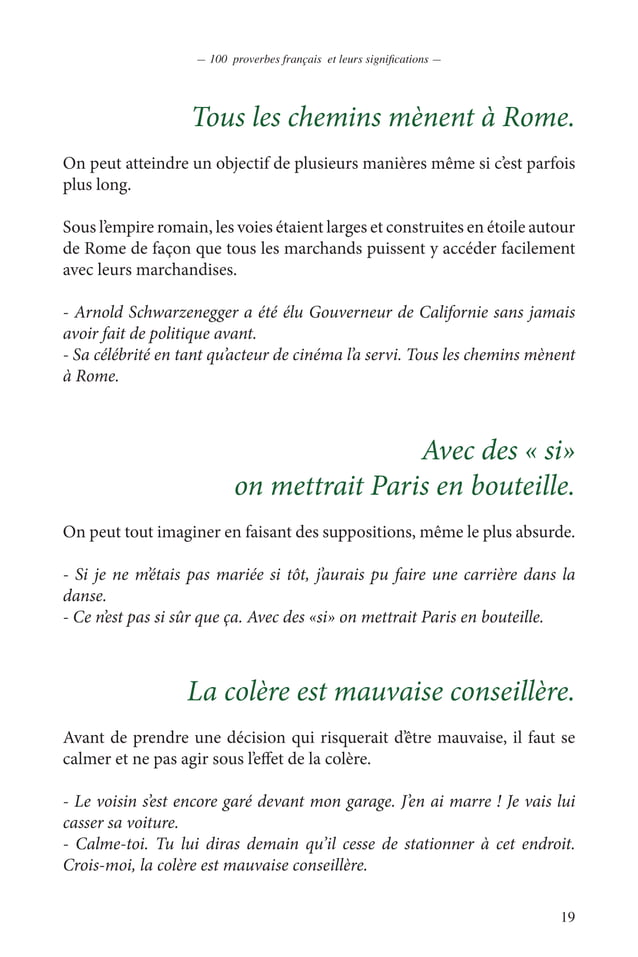 — 100 proverbes français et leurs significations —
Tous les chemins mènent à Rome.
On peut atteindre un objectif de plusieurs manières même si c’est parfois
plus long.
Sous l’empire romain, les voies étaient larges et construites en étoile autour
de Rome de façon que tous les marchands puissent y accéder facilement
avec leurs marchandises.
- Arnold Schwarzenegger a été élu Gouverneur de Californie sans jamais
avoir fait de politique avant.
- Sa célébrité en tant qu’acteur de cinéma l’a servi. Tous les chemins mènent
à Rome.
Avec des « si»
on mettrait Paris en bouteille.
On peut tout imaginer en faisant des suppositions, même le plus absurde.
- Si je ne m’étais pas mariée si tôt, j’aurais pu faire une carrière dans la
danse.
- Ce n’est pas si sûr que ça. Avec des «si» on mettrait Paris en bouteille.
La colère est mauvaise conseillère.
Avant de prendre une décision qui risquerait d’être mauvaise, il faut se
calmer et ne pas agir sous l’effet de la colère.
- Le voisin s’est encore garé devant mon garage. J’en ai marre ! Je vais lui
casser sa voiture.
- Calme-toi. Tu lui diras demain qu’il cesse de stationner à cet endroit.
Crois-moi, la colère est mauvaise conseillère.
19